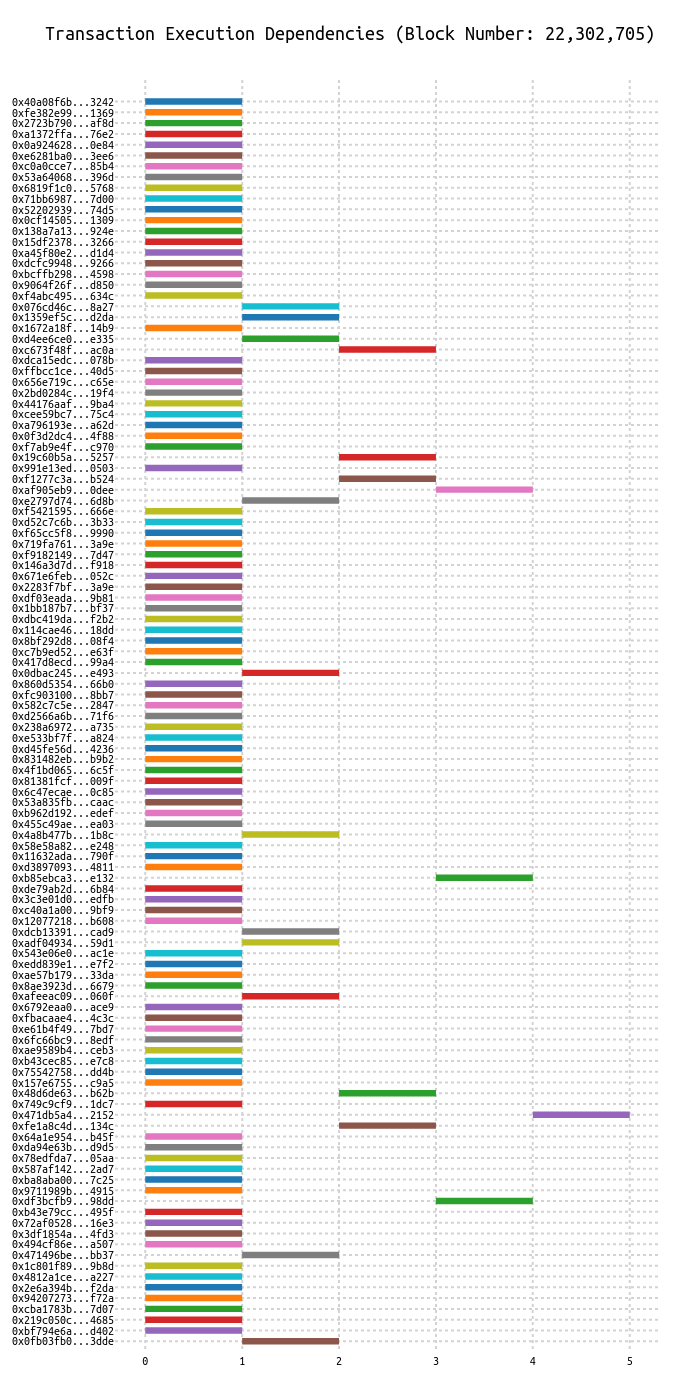 Transaction Execution Dependencies (Block Number: 22,302,705)
0x40a08f6b...3242
0xfe382e99...1369
0x2723b790...af8d
0xa1372ffa...76e2
0x0a924628...0e84
0xe6281ba0...3ee6
0xc0a0cce7...85b4
0x53a64068...396d
0x6819f1c0...5768
0x71bb6987...7d00
0x52202939...74d5
0x0cf14505...1309
0x138a7a13...924e
0x15df2378...3266
0xa45f80e2...d1d4
0xdcfc9948...9266
0xbcffb298...4598
0x9064f26f...d850
0xf4abc495...634c
0x076cd46c...8a27
0x1359ef5c...d2da
0x1672a18f...14b9
0xd4ee6ce0...e335
0xc673f48f...ac0a
0xdca15edc...078b
0xffbcc1ce...40d5
0x656e719c...c65e
0x2bd0284c...19f4
0x44176aaf...9ba4
0xcee59bc7...75c4
0xa796193e...a62d
0x0f3d2dc4...4f88
0xf7ab9e4f...c970
0x19c60b5a...5257
0x991e13ed...0503
0xf1277c3a...b524
0xaf905eb9...0dee
0xe2797d74...6d8b
0xf5421595...666e
0xd52c7c6b...3b33
0xf65cc5f8...9990
0x719fa761...3a9e
0xf9182149...7d47
0x146a3d7d...f918
0x671e6feb...052c
0x2283f7bf...3a9e
0xdf03eada...9b81
0x1bb187b7...bf37
0xdbc419da...f2b2
0x114cae46...18dd
0x8bf292d8...08f4
0xc7b9ed52...e63f
0x417d8ecd...99a4
0x0dbac245...e493
0x860d5354...66b0
0xfc903100...8bb7
0x582c7c5e...2847
0xd2566a6b...71f6
0x238a6972...a735
0xe533bf7f...a824
0xd45fe56d...4236
0x831482eb...b9b2
0x4f1bd065...6c5f
0x81381fcf...009f
0x6c47ecae...0c85
0x53a835fb...caac
0xb962d192...edef
0x455c49ae...ea03
0x4a8b477b...1b8c
0x58e58a82...e248
0x11632ada...790f
0xd3897093...4811
0xb85ebca3...e132
0xde79ab2d...6b84
0x3c3e01d0...edfb
0xc40a1a00...9bf9
0x12077218...b608
0xdcb13391...cad9
0xadf04934...59d1
0x543e06e0...ac1e
0xedd839e1...e7f2
0xae57b179...33da
0x8ae3923d...6679
0xafeeac09...060f
0x6792eaa0...ace9
0xfbacaae4...4c3c
0xe61b4f49...7bd7
0x6fc66bc9...8edf
0xae9589b4...ceb3
0xb43cec85...e7c8
0x75542758...dd4b
0x157e6755...c9a5
0x48d6de63...b62b
0x749c9cf9...1dc7
0x471db5a4...2152
0xfe1a8c4d...134c
0x64a1e954...b45f
0xda94e63b...d9d5
0x78edfda7...05aa
0x587af142...2ad7
0xba8aba00...7c25
0x9711989b...4915
0xdf3bcfb9...98dd
0xb43e79cc...495f
0x72af0528...16e3
0x3df1854a...4fd3
0x494cf86e...a507
0x471496be...bb37
0x1c801f89...9b8d
0x4812a1ce...a227
0x2e6a394b...f2da
0x94207273...f72a
0xcba1783b...7d07
0x219c050c...4685
0xbf794e6a...d402
0x0fb03fb0...3dde
0 1 2 3 4 5